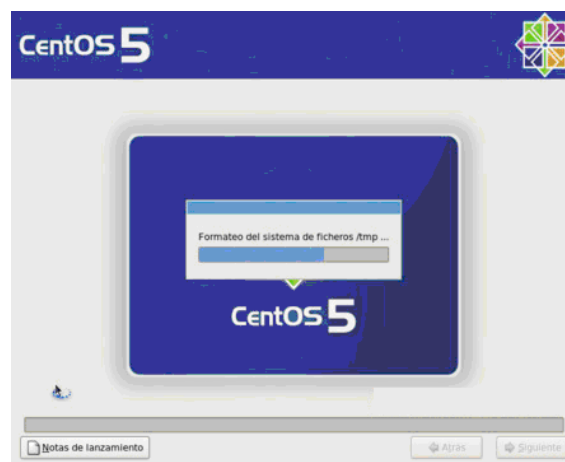 CentOS 5
Formateo del sistema de ficheros /tmp ...
CentOS 5
Notas de lanzamiento
Atrás
Siguiente